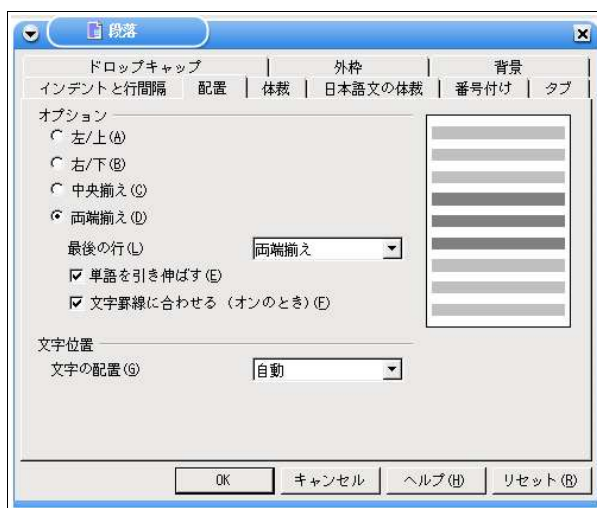 段落
ドロップキャップ 外枠 背景
インデントと行間隔 配置 体裁 日本語文の体裁 番号付け タブ
オプション
左/上(A)
右/下(B)
中央揃え(C)
両端揃え(D)
最後の行(L) 両端揃え
単語を引き伸ばす(E)
文字罫線に合わせる (オンのとき)(F)
文字位置
文字の配置(G) 自動
OK キャンセル ヘルプ(H) リセット(R)